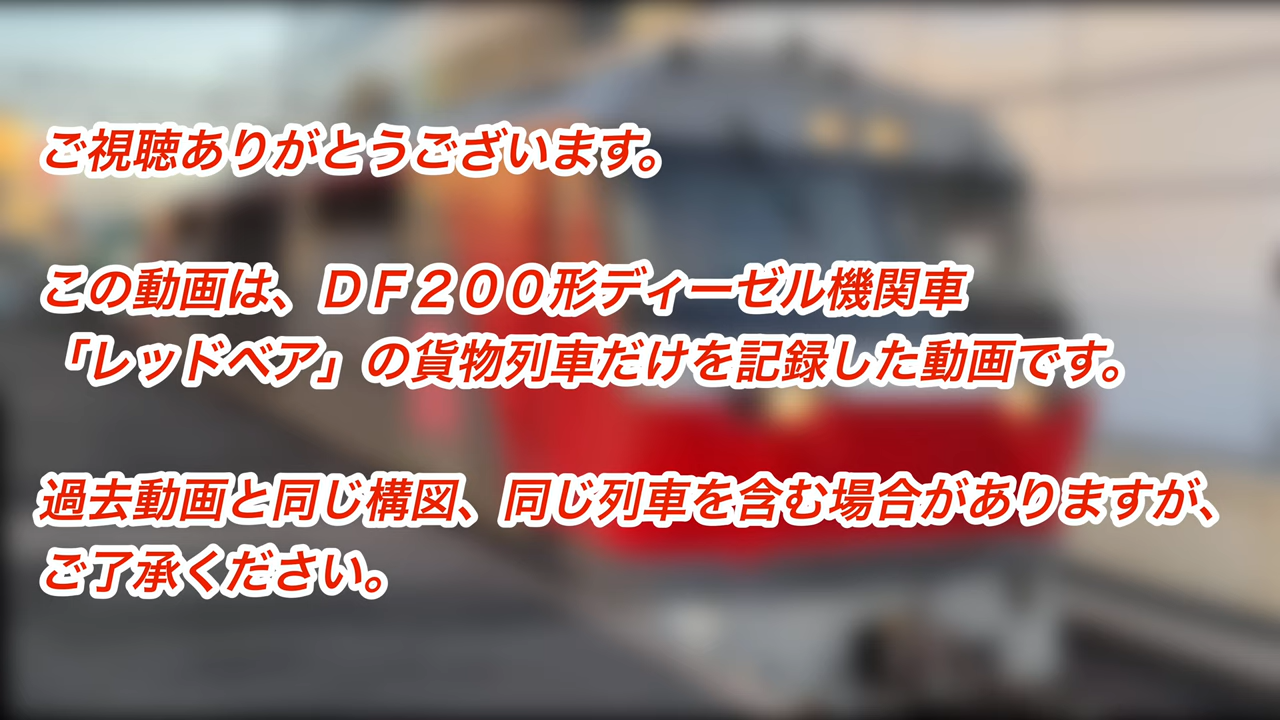 ご視聴ありがとうございます。
この動画は、ＤＦ２００形ディーゼル機関車
「レッドベア」の貨物列車だけを記録した動画です。
過去動画と同じ構図、同じ列車を含む場合がありますが、
ご了承ください。